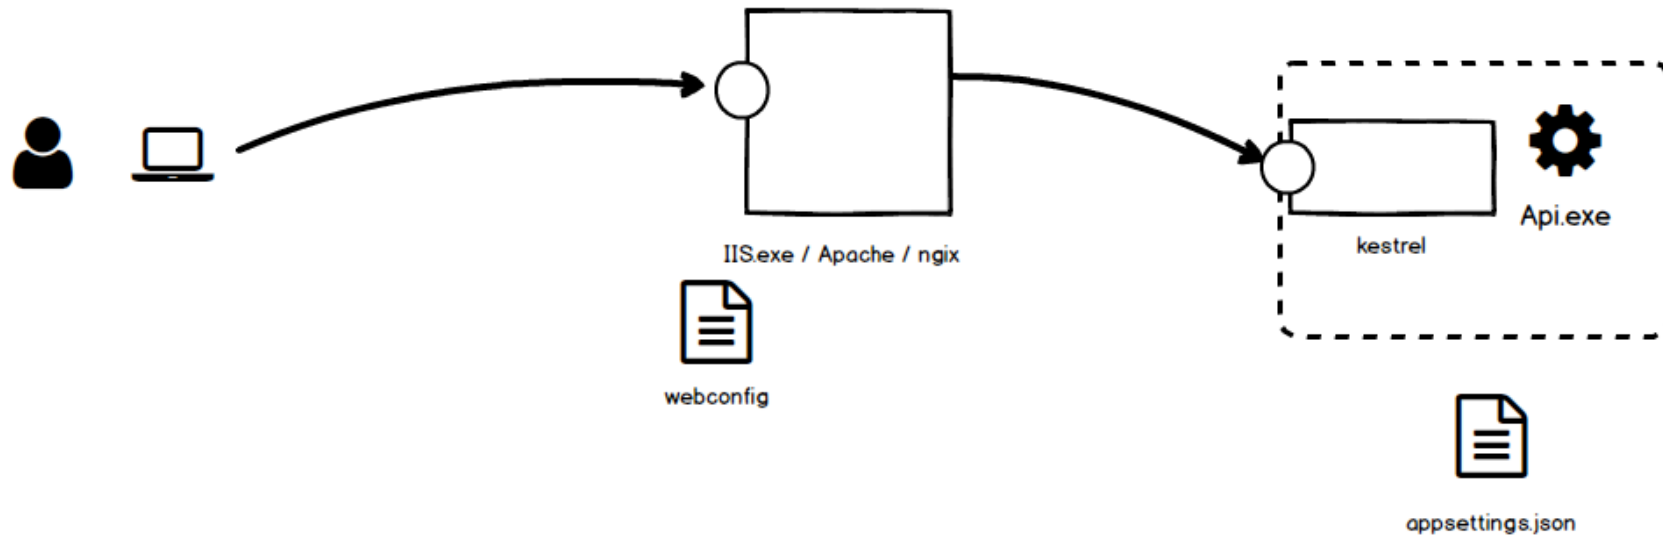 IIS.exe / Apache / ngix
webconfig
kestrel
Api.exe
appsettings.json